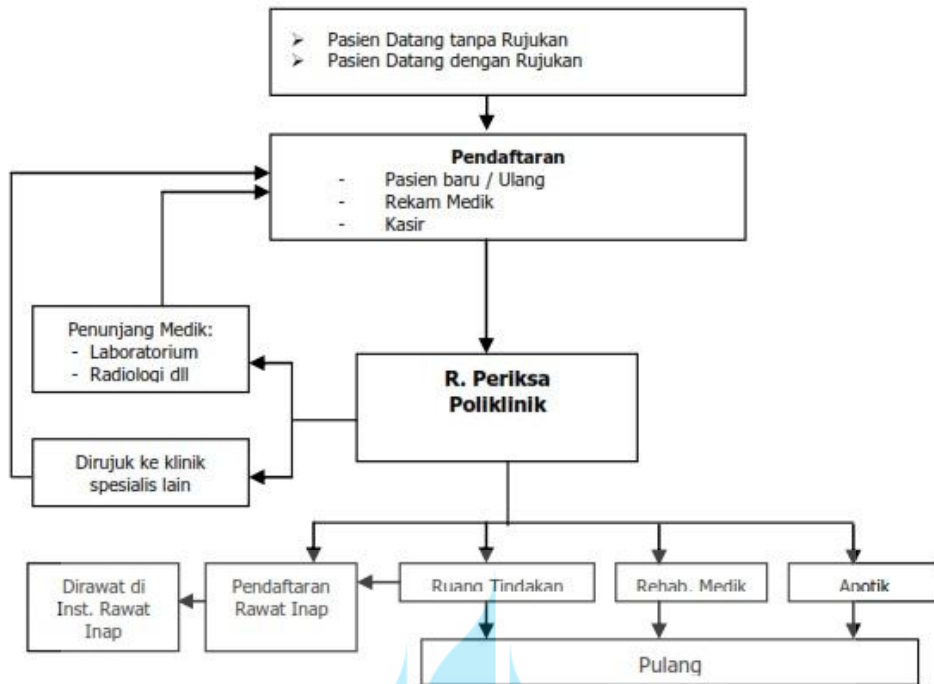 ➢ Pasien Datang tanpa Rujukan
➢ Pasien Datang dengan Rujukan
Pendaftaran
- Pasien baru / Ulang
- Rekam Medik
- Kasir
Penunjang Medik:
- Laboratorium
- Radiologi dll
R. Periksa
Poliklinik
Dirujuk ke klinik
spesialis lain
Dirawat di
Inst. Rawat
Inap
Pendaftaran
Rawat Inap
Ruang Tindakan
Rehab. Medik
Apotik
Pulang